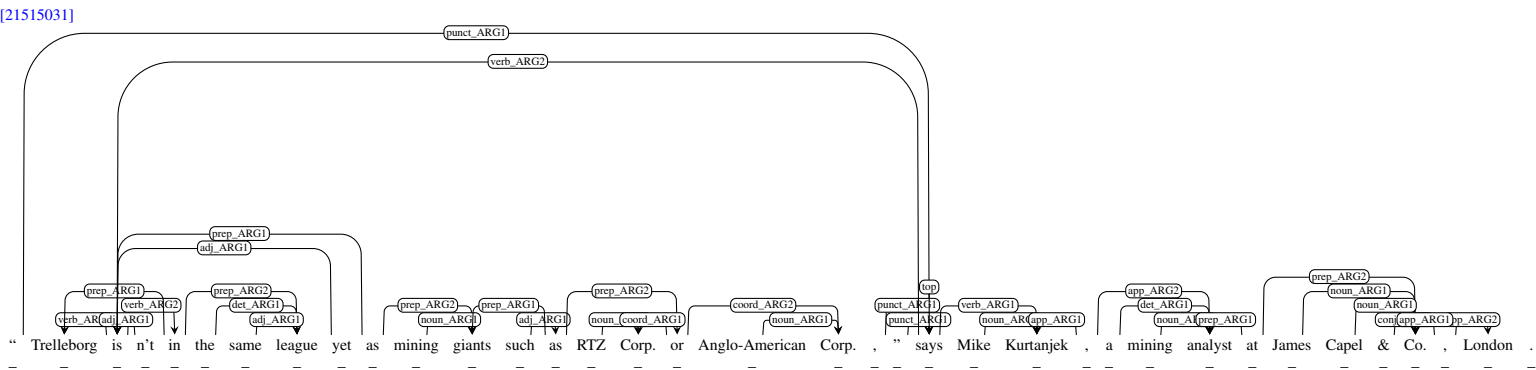 [21515031]
punct_ARG1
verb_ARG2
prep_ARG1
adj_ARG1
top
prep_ARG2
prep_ARG1 prep_ARG2 prep_ARG2 app_ARG2 noun_ARG1
verb_ARG2 det_ARG1 prep_ARG2 prep_ARG1 coord_ARG2 punct_ARG1 verb_ARG1 det_ARG1 noun_ARG1
adj_ARG1 adj_ARG1 noun_ARG1 adj_ARG1 coord_ARG1 noun_ARG1 punct_ARG1 app_ARG1 prep_ARG1 app_ARG1
“ Trelleborg is n’t in the same league yet as mining giants such as RTZ Corp. or Anglo-American Corp. , ” says Mike Kurtanjek , a mining analyst at James Capel & Co. , London .